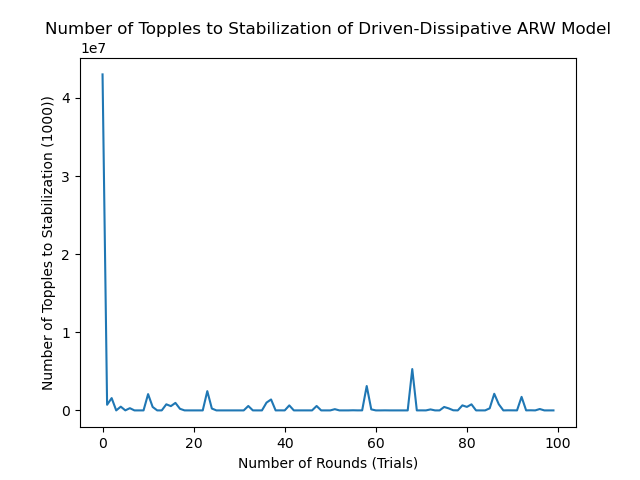 Number of Topples to Stabilization of Driven-Dissipative ARW Model
1e7
Number of Topples to Stabilization (1000))
4
3
2
1
0
0 20 40 60 80 100
Number of Rounds (Trials)